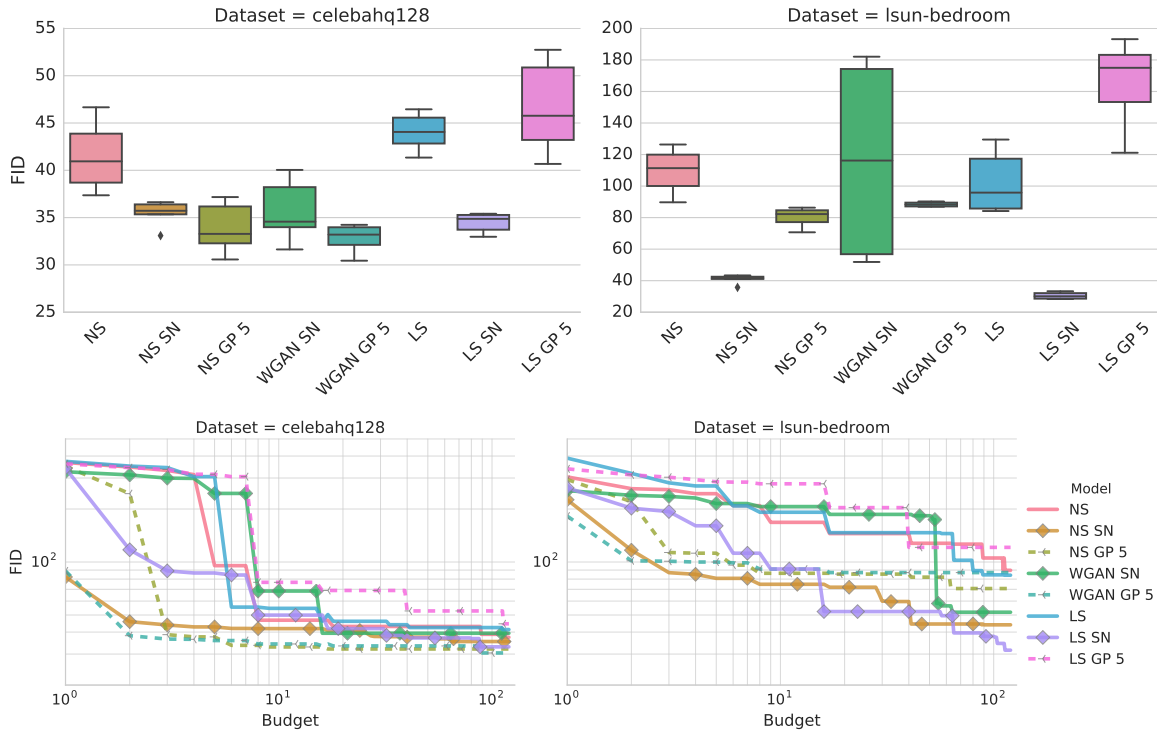 Dataset = celebahq128
Dataset = lsun-bedroom
55
50
45
40
35
30
25
FID
NS
NS SN
NS GP 5
WGAN SN
WGAN GP 5
LS
LS SN
LS GP 5
200
180
160
140
120
100
80
60
40
20
NS
NS SN
NS GP 5
WGAN SN
WGAN GP 5
LS
LS SN
LS GP 5
Dataset = celebahq128
Dataset = lsun-bedroom
FID
10²
10⁰
10¹
10²
Budget
10²
10⁰
10¹
10²
Budget
Model
NS
NS SN
NS GP 5
WGAN SN
WGAN GP 5
LS
LS SN
LS GP 5